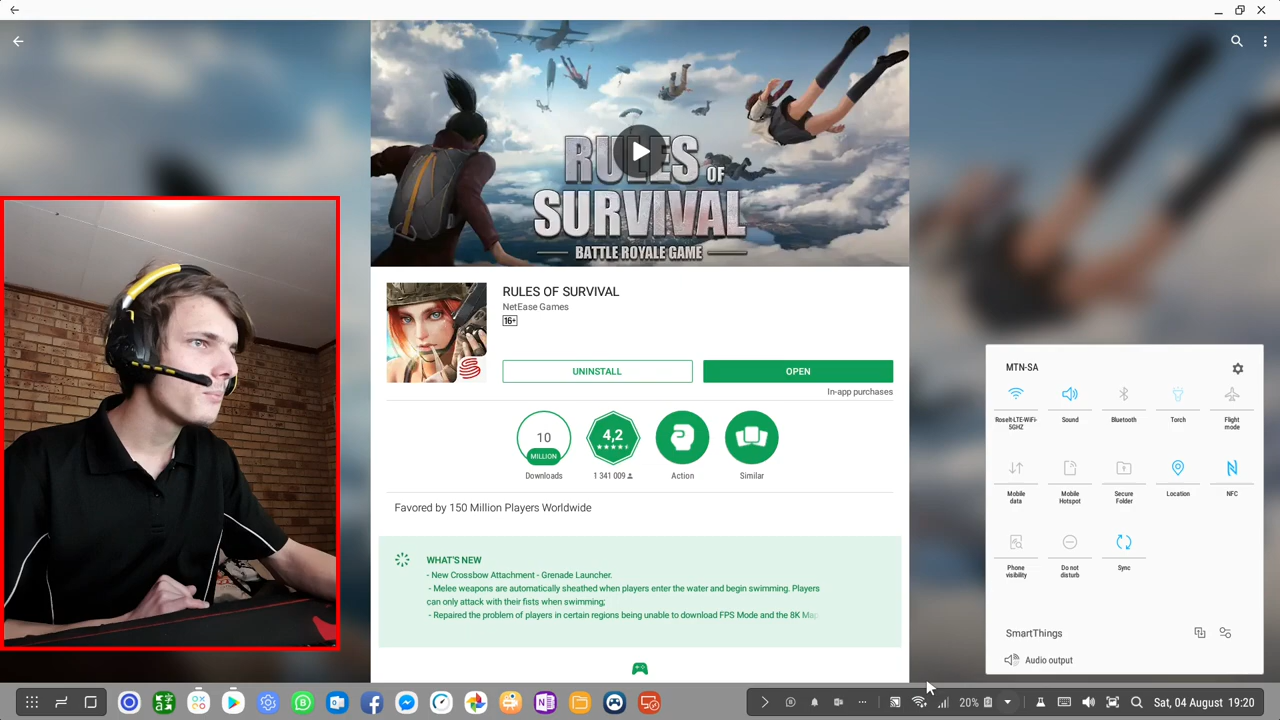 RULES OF
SURVIVAL
BATTLE ROYALE GAME
RULES OF SURVIVAL
NetEase Games
16+
UNINSTALL
OPEN
In-app purchases
10
MILLION
Downloads
4,2
1 341 009
Action
Similar
Favored by 150 Million Players Worldwide
WHAT'S NEW
- New Crossbow Attachment - Grenade Launcher.
- Melee weapons are automatically sheathed when players enter the water and begin swimming. Players
can only attack with their fists when swimming;
- Repaired the problem of players in certain regions being unable to download FPS Mode and the 8K Ma
MTN-SA
RoseIt-LTE-WiFi-
5GHZ
Sound
Bluetooth
Torch
Flight
mode
Mobile
data
Mobile
Hotspot
Secure
Folder
Location
NFC
Phone
visibility
Do not
disturb
Sync
SmartThings
Audio output
20%
Sat, 04 August 19:20